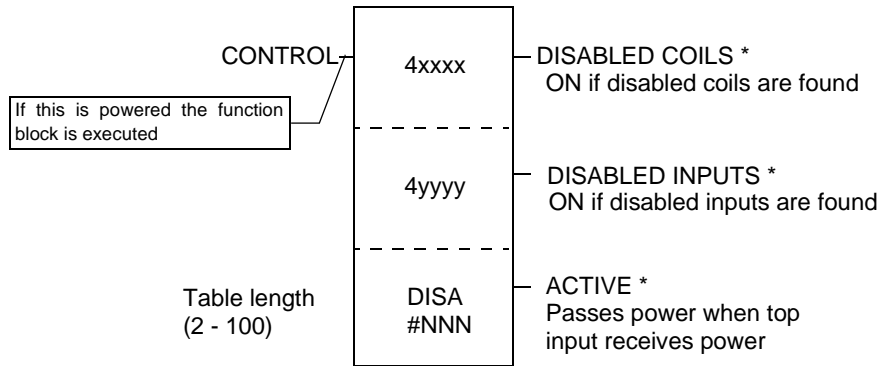 CONTROL
If this is powered the function
block is executed
4xxxx
DISABLED COILS *
ON if disabled coils are found
4yyyy
DISABLED INPUTS *
ON if disabled inputs are found
Table length
(2 - 100)
DISA
#NNN
ACTIVE *
Passes power when top
input receives power